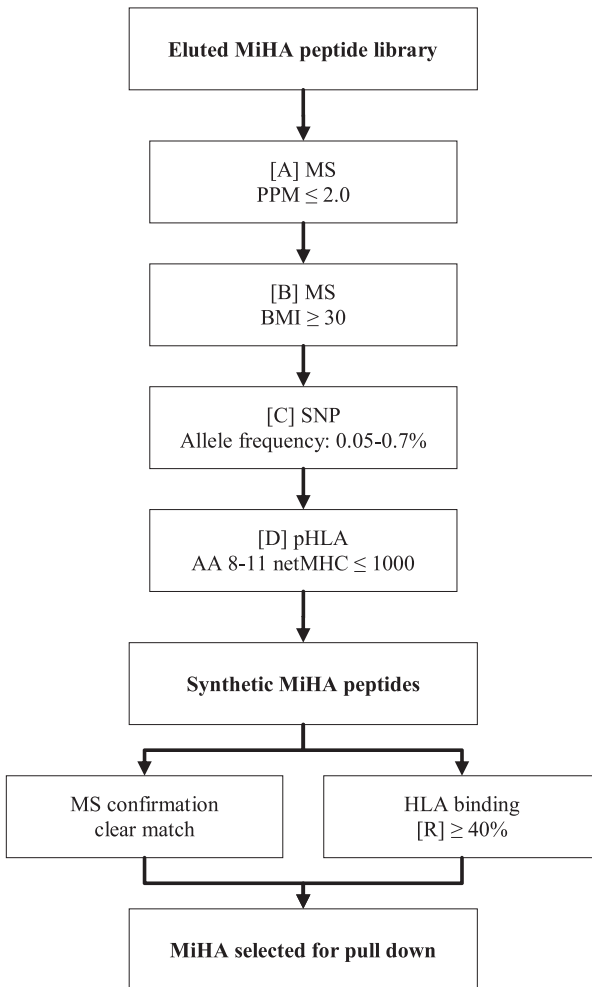 Eluted MiHA peptide library
[A] MS
PPM ≤ 2.0
[B] MS
BMI ≥ 30
[C] SNP
Allele frequency: 0.05-0.7%
[D] pHLA
AA 8-11 netMHC ≤ 1000
Synthetic MiHA peptides
MS confirmation
clear match
HLA binding
[R] ≥ 40%
MiHA selected for pull down